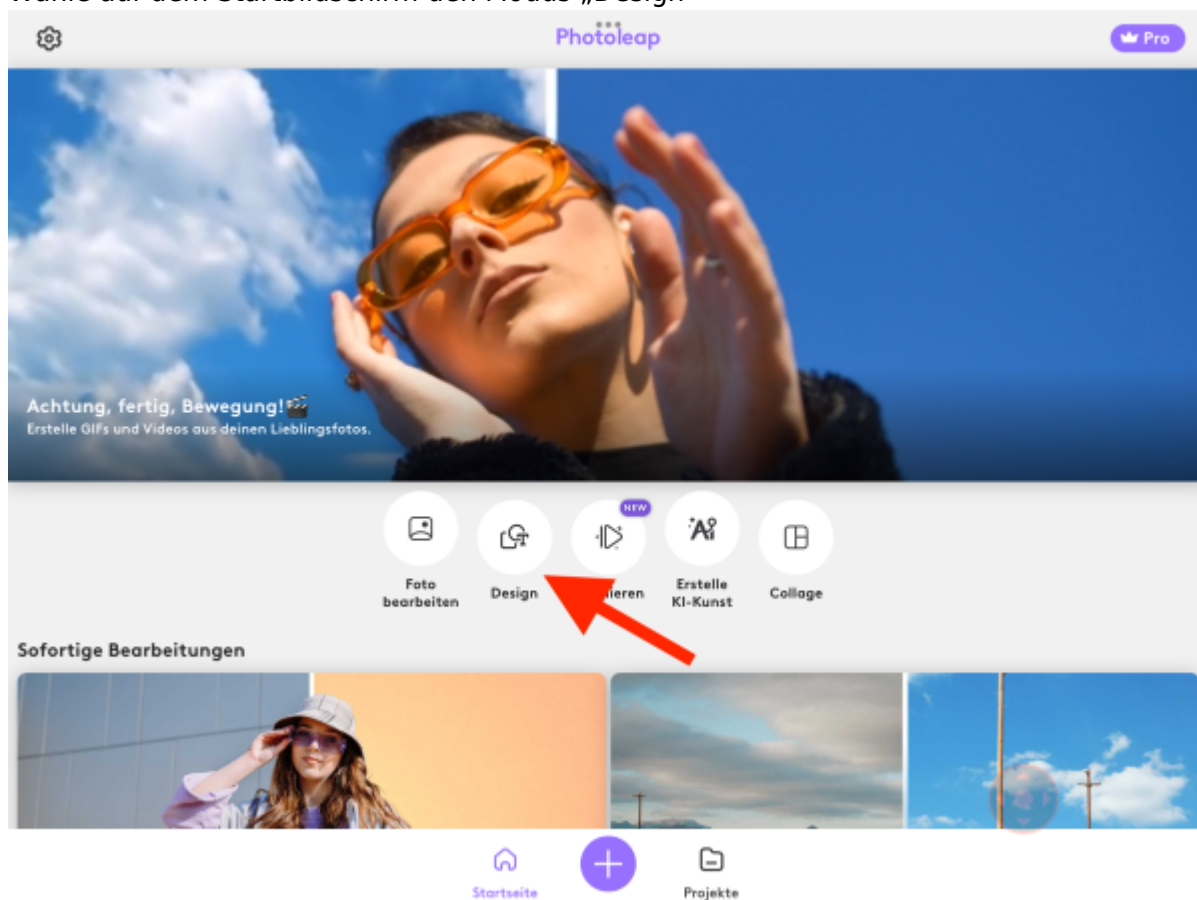 Wähle auf dem Startbildschirm den Modus „Design“
Photoleap
Pro
Achtung, fertig, Bewegung!🎬
Erstelle GIFs und Videos aus deinen Lieblingsfotos.
NEW
Foto
bearbeiten
Design
ieren
Erstelle
KI-Kunst
Collage
Sofortige Bearbeitungen
Startseite
Projekte